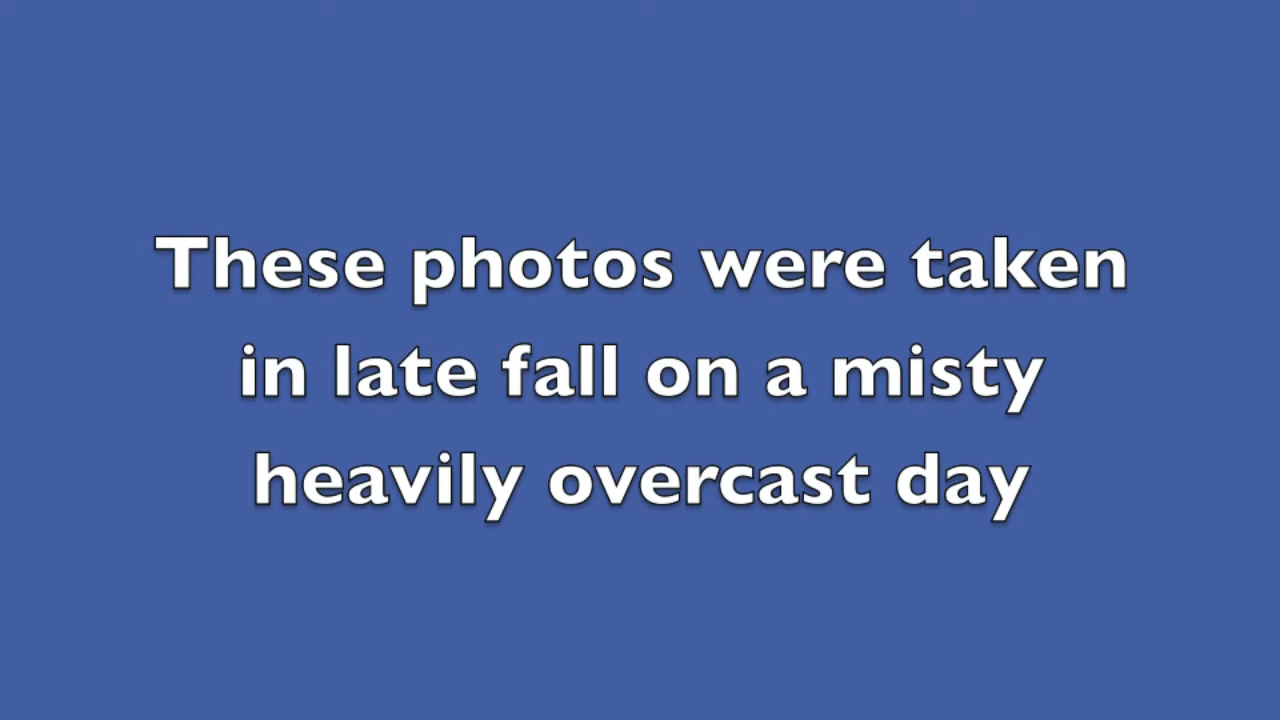 These photos were taken
in late fall on a misty
heavily overcast day